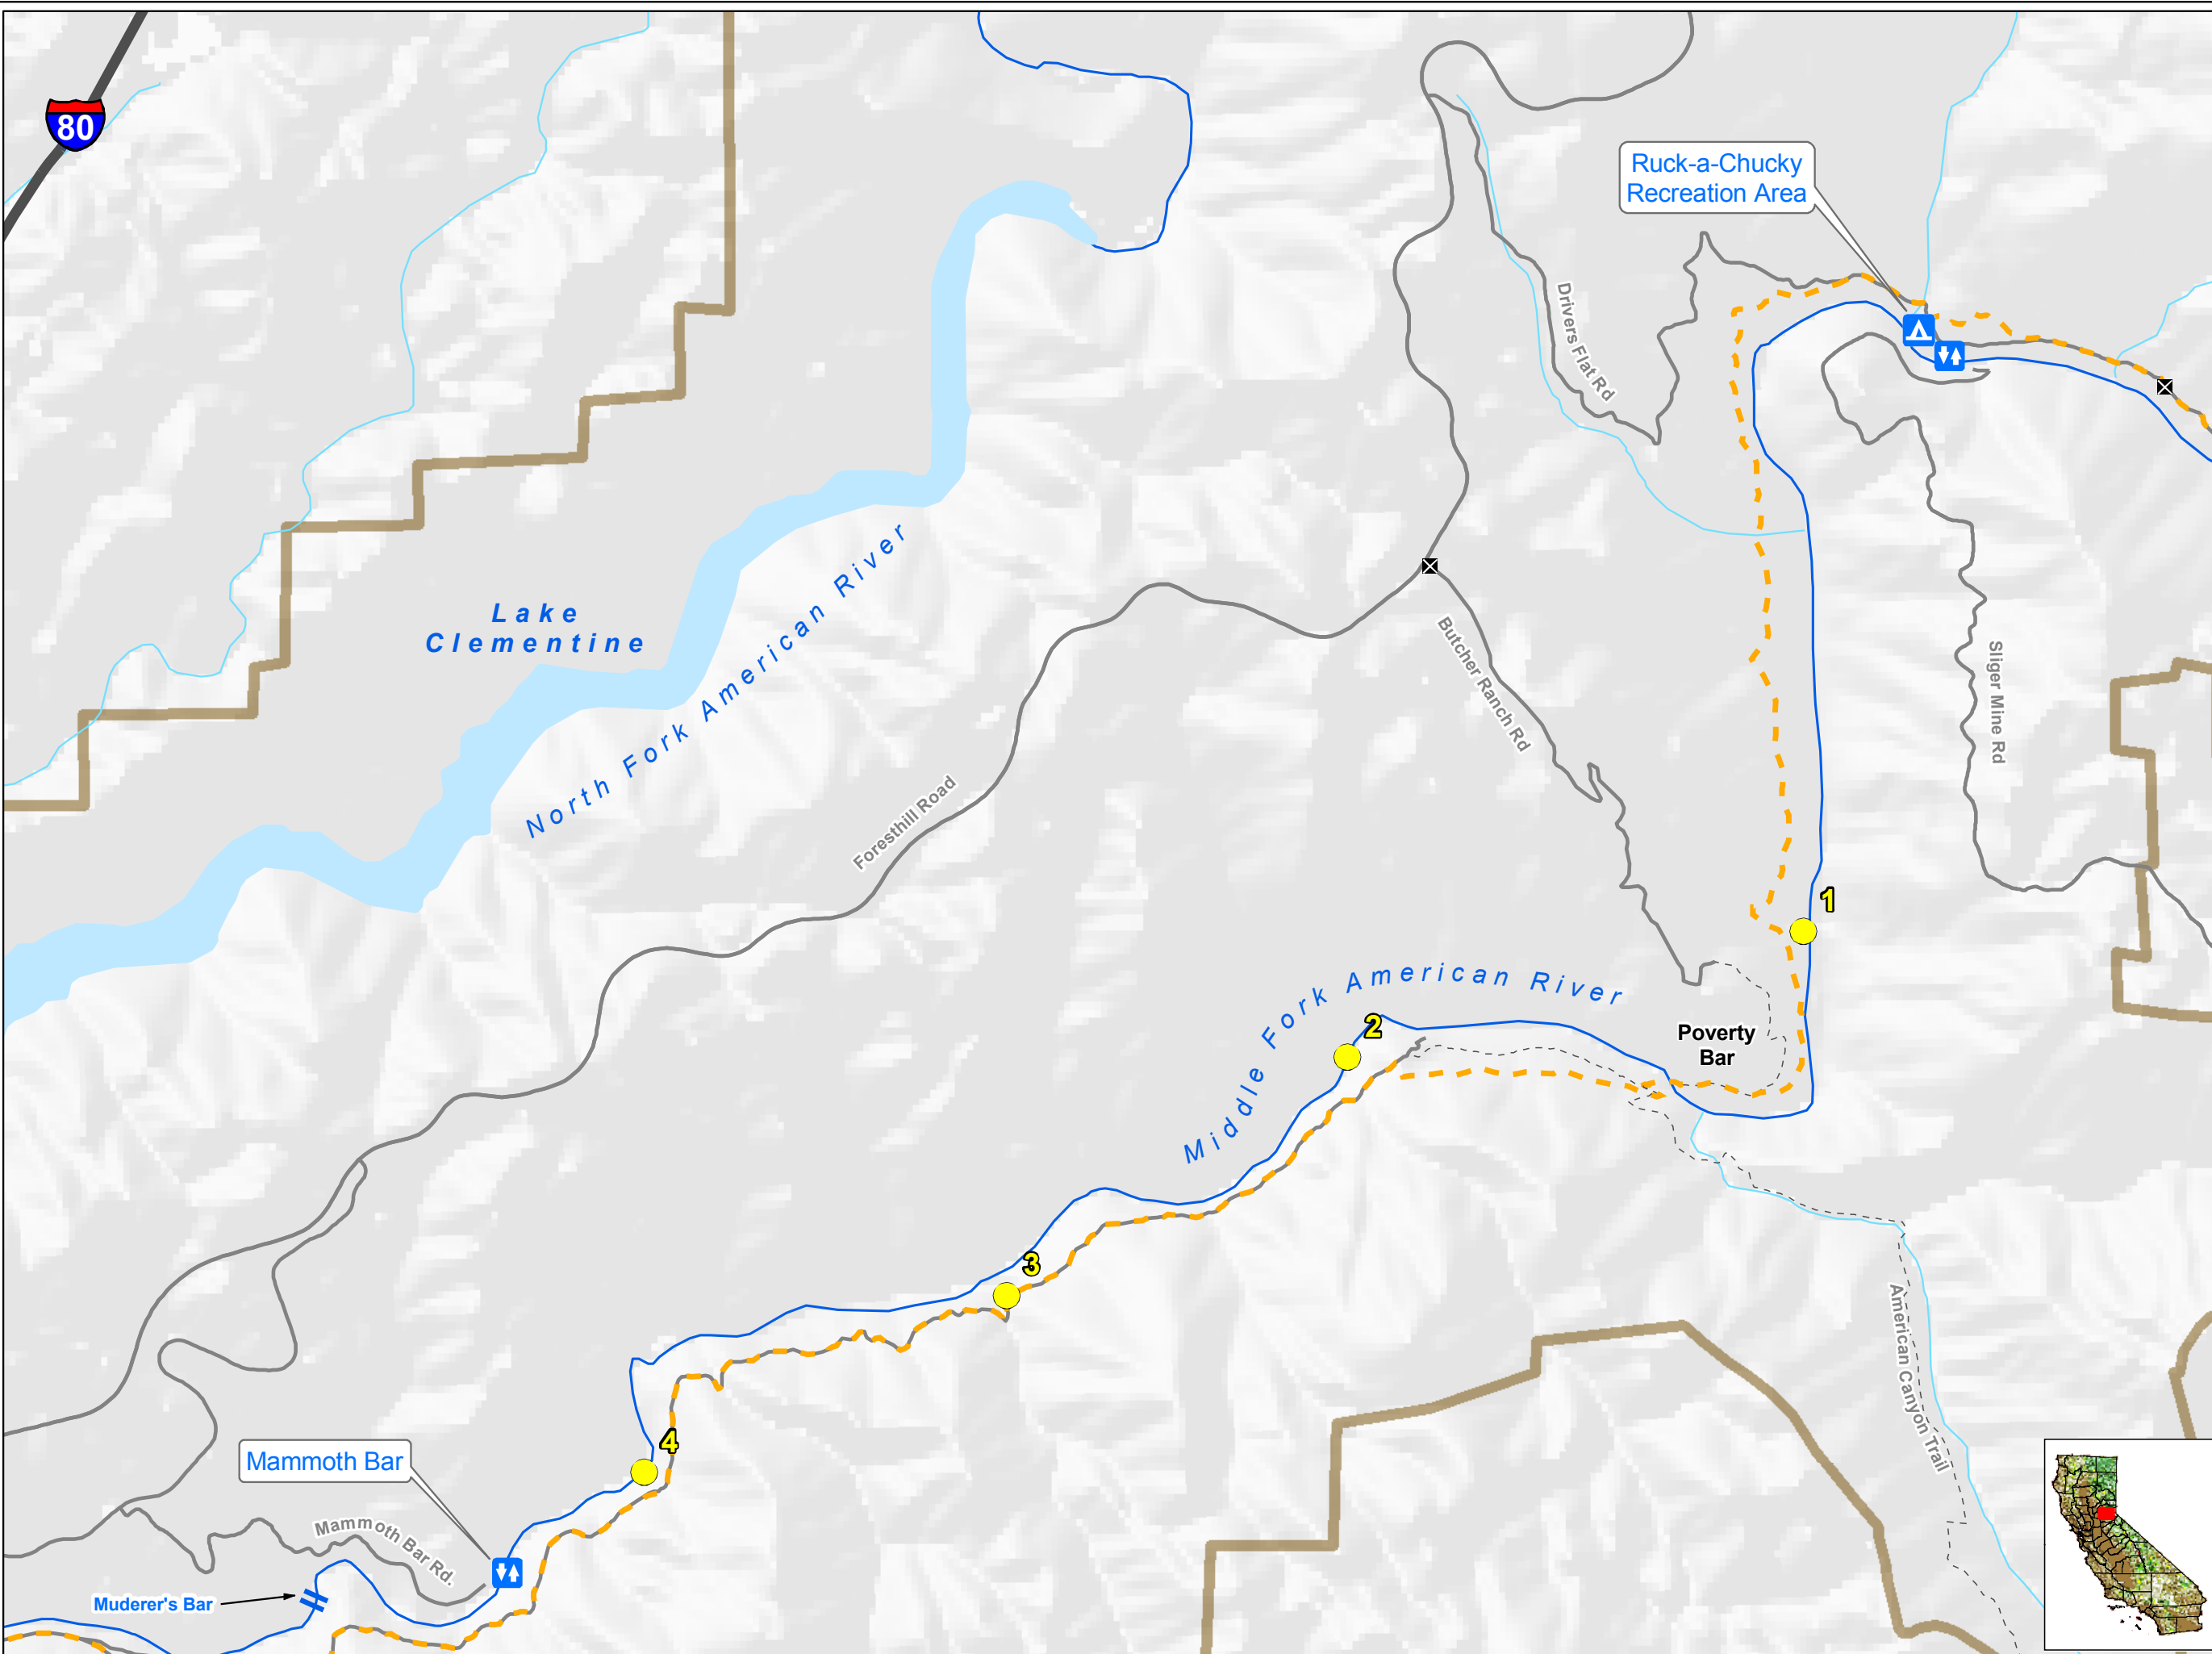 80
Ruck-a-Chucky
Recreation Area
Drivers Flat Rd
Lake
Clementine
North Fork American River
Butcher Ranch Rd
Sliger Mine Rd
Foresthill Road
1
Middle Fork American River
2
Poverty
Bar
3
American Canyon Trail
4
Mammoth Bar
Mammoth Bar Rd.
Muderer's Bar